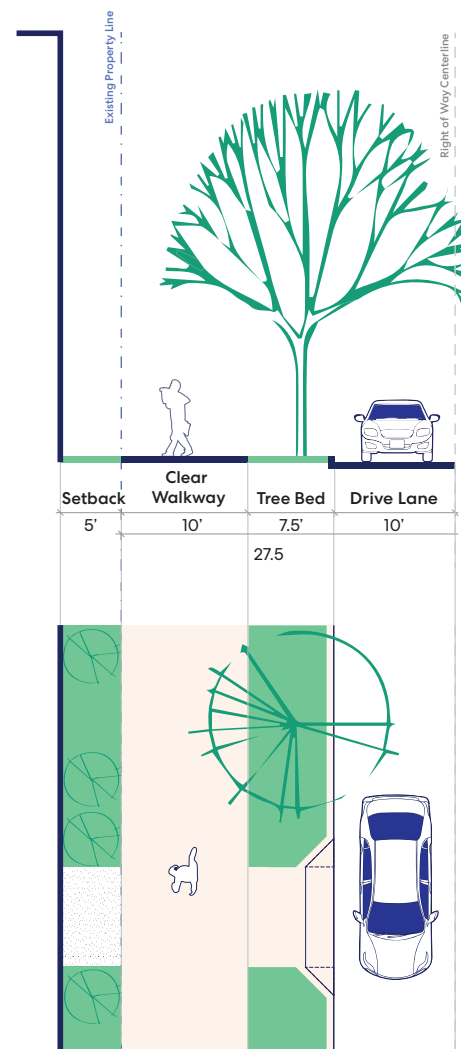 Existing Property Line
Right of Way Centerline
Setback
Clear
Walkway
Tree Bed
Drive Lane
5’
10’
7.5’
10’
27.5